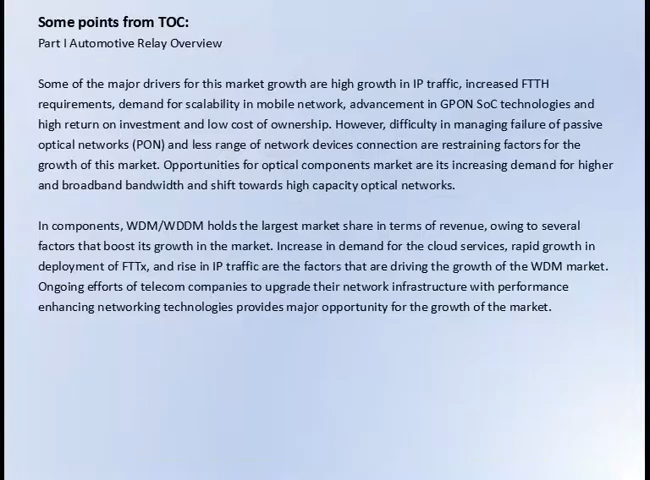 Some points from TOC:
Part I Automotive Relay Overview
Some of the major drivers for this market growth are high growth in IP traffic, increased FTTH
requirements, demand for scalability in mobile network, advancement in GPON SoC technologies and
high return on investment and low cost of ownership. However, difficulty in managing failure of passive
optical networks (PON) and less range of network devices connection are restraining factors for the
growth of this market. Opportunities for optical components market are its increasing demand for higher
and broadband bandwidth and shift towards high capacity optical networks.
In components, WDM/WDDM holds the largest market share in terms of revenue, owing to several
factors that boost its growth in the market. Increase in demand for the cloud services, rapid growth in
deployment of FTTx, and rise in IP traffic are the factors that are driving the growth of the WDM market.
Ongoing efforts of telecom companies to upgrade their network infrastructure with performance
enhancing networking technologies provides major opportunity for the growth of the market.